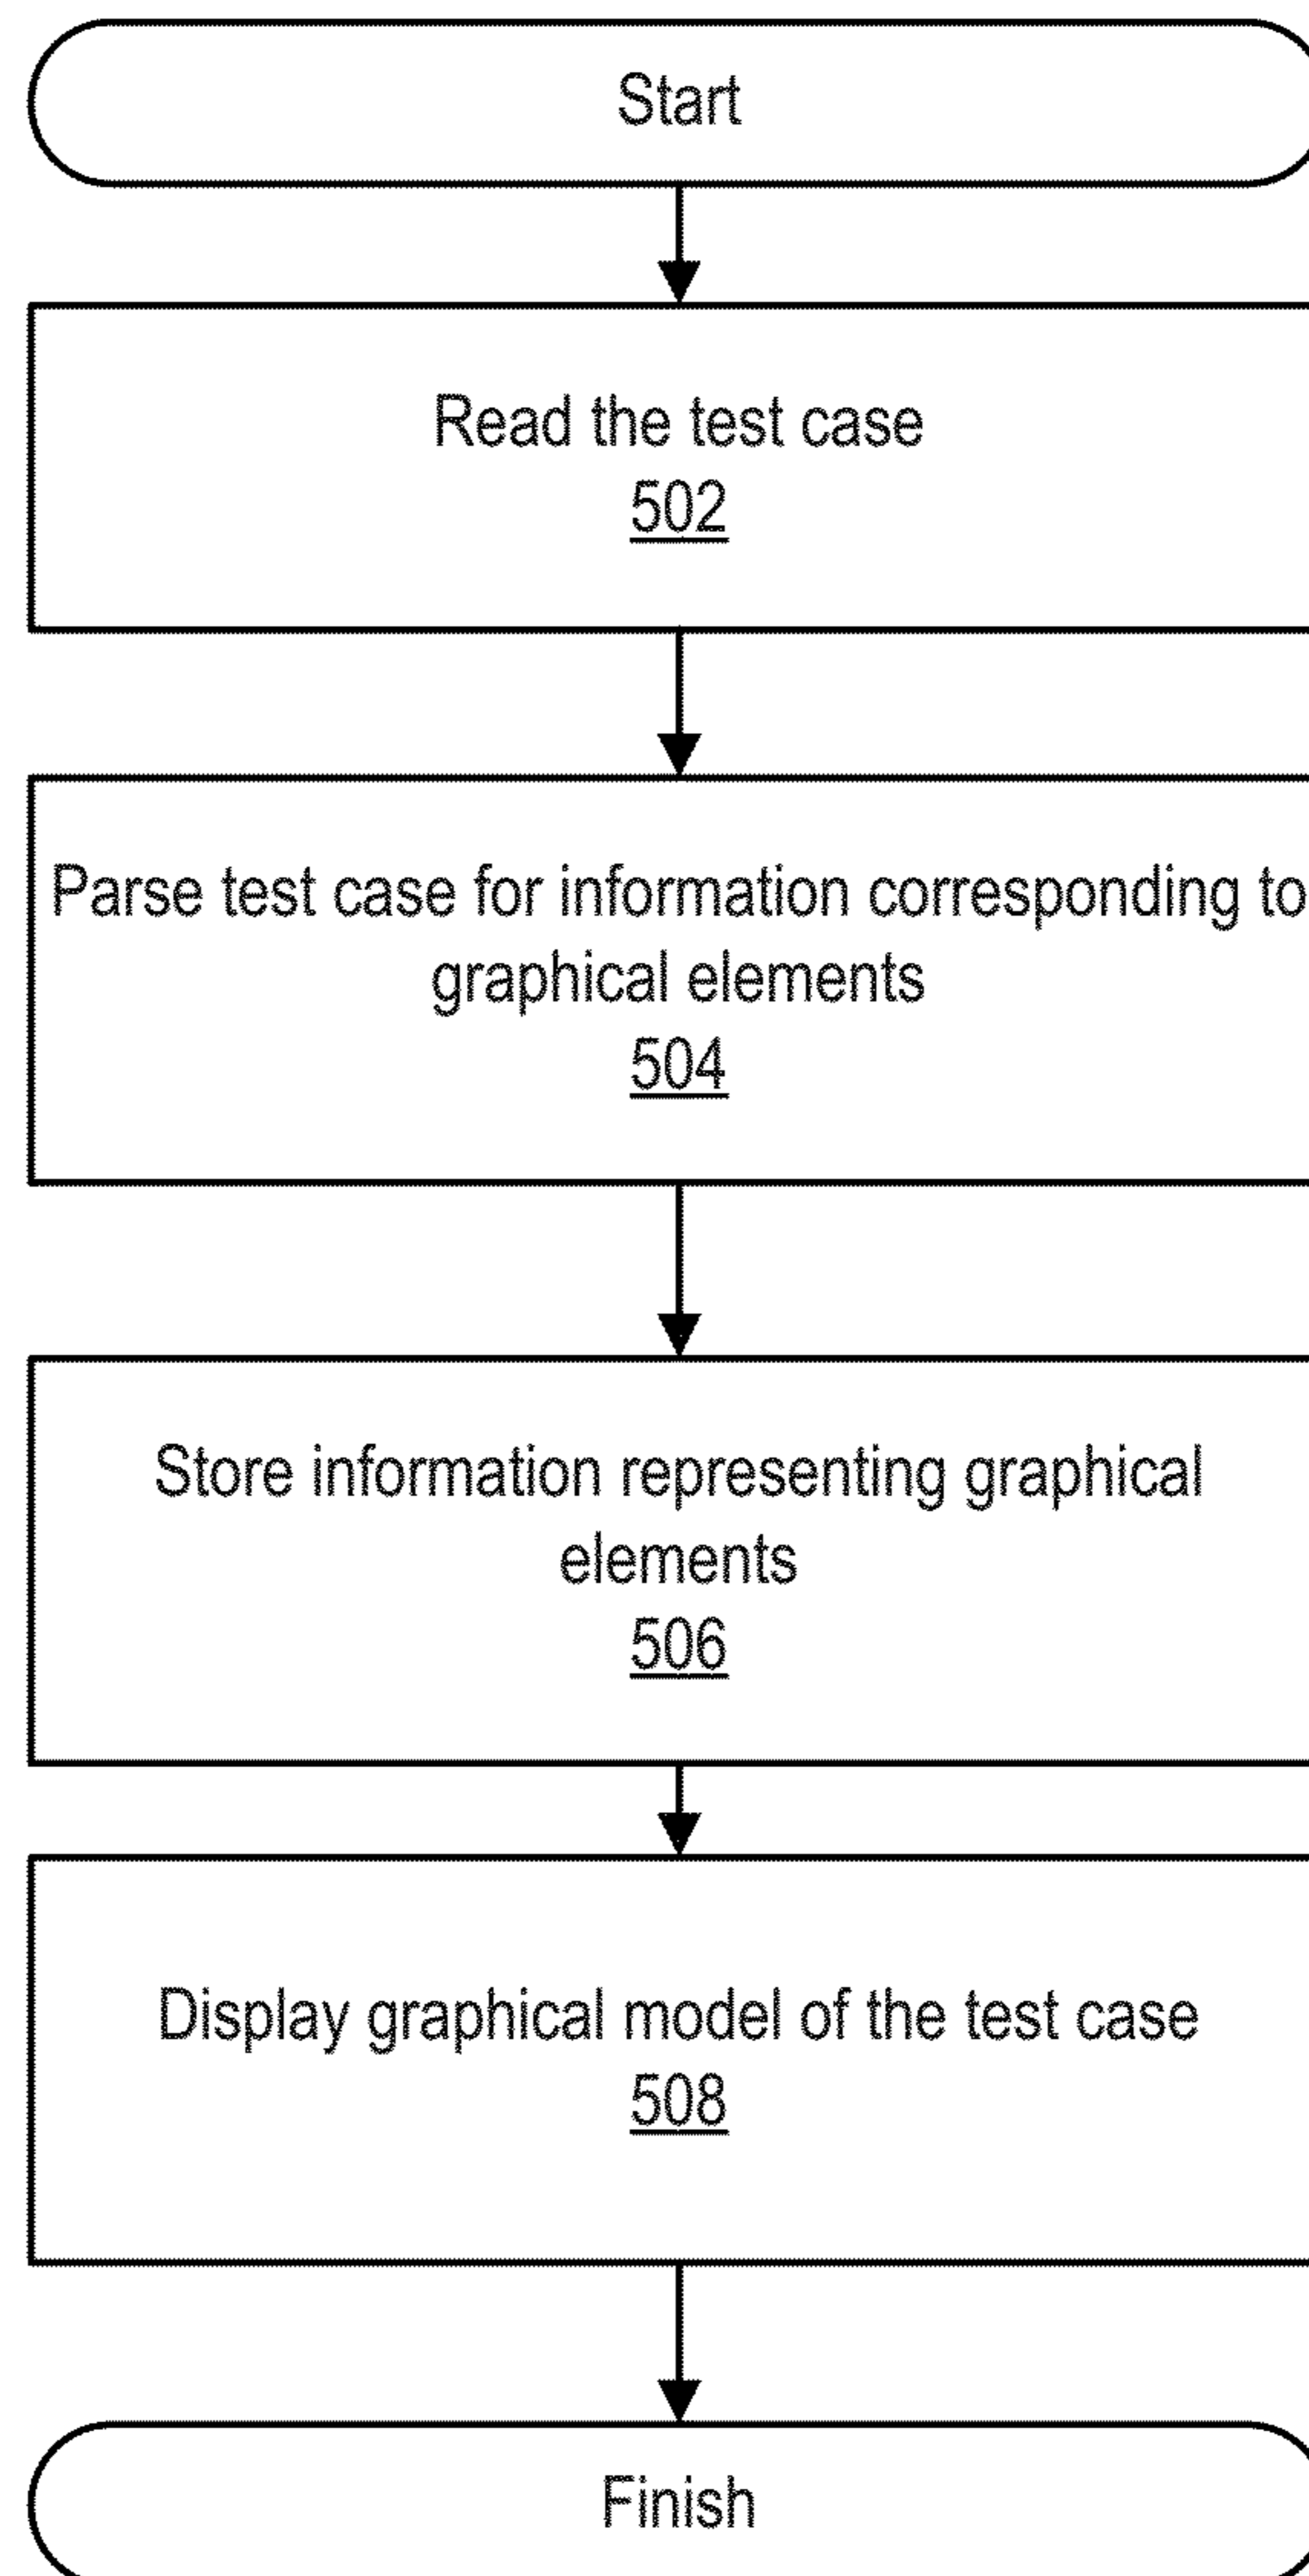 Start
Read the test case
502
Parse test case for information corresponding to
graphical elements
504
Store information representing graphical
elements
506
Display graphical model of the test case
508
Finish